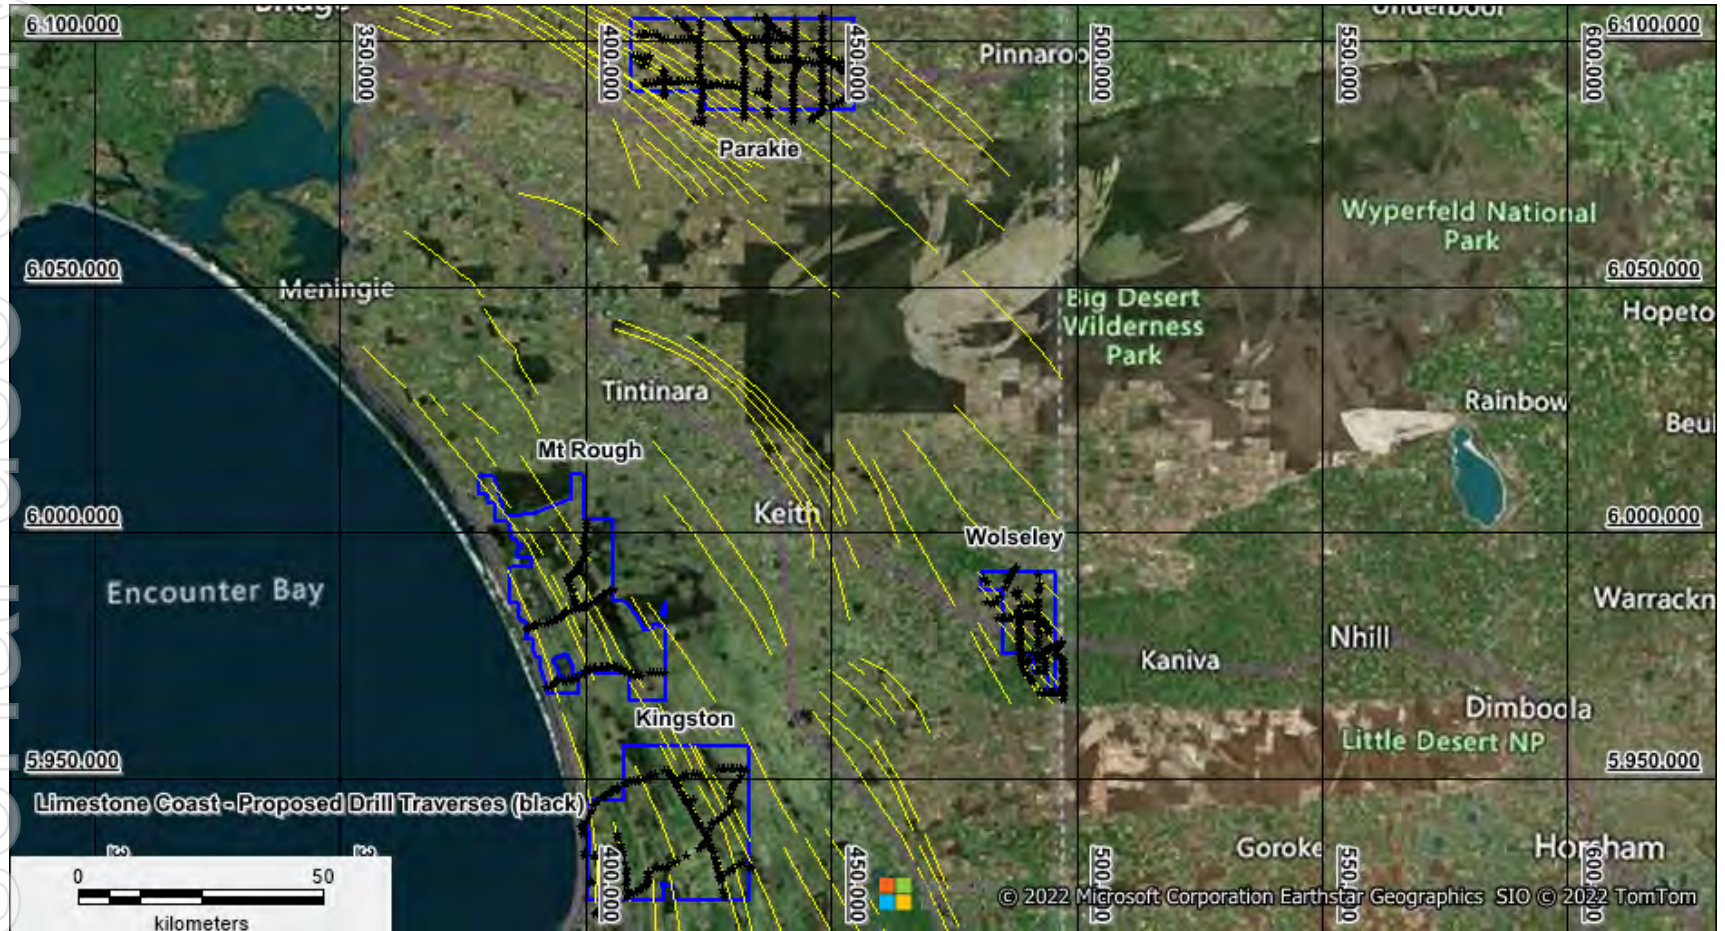 6.100.000
350.000
400.000
450.000
500.000
550.000
600.000
6.100.000
Pinnaroo
Parakie
Wyperfeld National
Park
6.050.000
6.050.000
Meningie
Big Desert
Wilderness
Park
Hopeto
Tintinara
Rainbow
Beul
Mt Rough
Keith
6.000.000
6.000.000
Wolseley
Encounter Bay
Warrackn
Nhill
Kaniva
Kingston
Dimboola
Little Desert NP
5.950.000
5.950.000
Limestone Coast - Proposed Drill Traverses (black)
Goroke
Horsham
400.000
450.000
0
50
kilometers
© 2022 Microsoft Corporation Earthstar Geographics SIO © 2022 TomTom